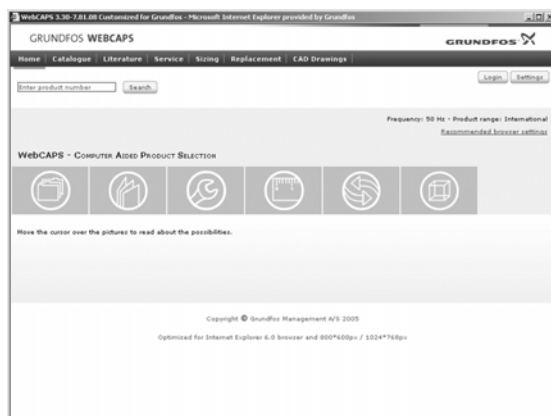 WebCAPS 3.30-7.01.08 Customized for Grundfos - Microsoft Internet Explorer provided by Grundfos
GRUNDFOS WEBCAPS
GRUNDFOS
Home Catalogue Literature Service Sizing Replacement CAD Drawings
Login Settings
Enter product number Search
Frequency: 50 Hz - Product range: International
Recommended browser settings
WebCAPS - Computer Aided Product Selection
Move the cursor over the pictures to read about the possibilities.
Copyright © Grundfos Management A/S 2005
Optimized for Internet Explorer 6.0 browser and 800*600px / 1024*768px